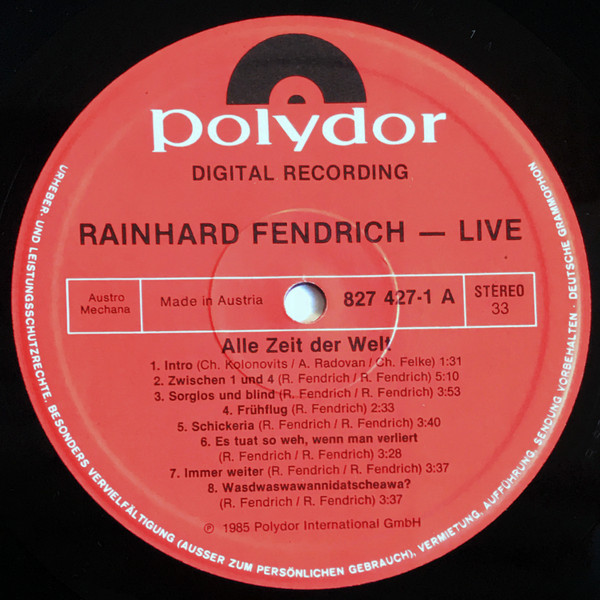 polydor
DIGITAL RECORDING
RAINHARD FENDRICH — LIVE
Austro
Mechana
Made in Austria
827 427-1 A
STEREO
33
Alle Zeit der Welt
1. Intro (Ch. Kolonovits / A. Radovan / Ch. Felke) 1:31
2. Zwischen 1 und 4 (R. Fendrich / R. Fendrich) 5:10
3. Sorglos und blind (R. Fendrich / R. Fendrich) 3:53
4. Frühflug (R. Fendrich) 2:33
5. Schickeria (R. Fendrich / R. Fendrich) 3:40
6. Es tuat so weh, wenn man verliert
(R. Fendrich / R. Fendrich) 3:28
7. Immer weiter (R. Fendrich / R. Fendrich) 3:37
8. Wasdwaswawannidatscheawa?
(R. Fendrich / R. Fendrich) 3:37
℗ 1985 Polydor International GmbH
URHEBER- UND LEISTUNGSSCHUTZRECHTE. BESONDERS VERVIELFÄLTIGUNG (AUSSER ZUM PERSÖNLICHEN GEBRAUCH), VERMIETUNG, AUFFÜHRUNG, SENDUNG VORBEHALTEN · DEUTSCHE GRAMMOPHON